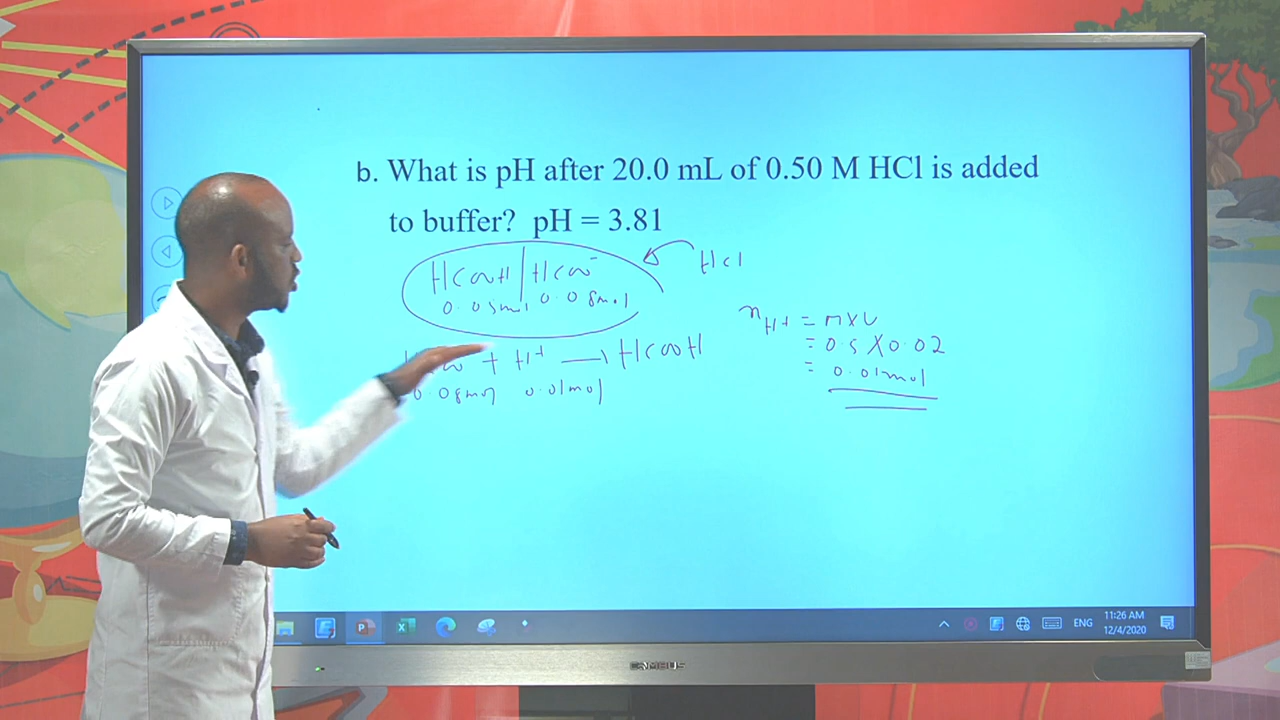 b. What is pH after 20.0 mL of 0.50 M HCl is added
to buffer? pH = 3.81
HCOOH | HCOO⁻
HCl
0.05mol 0.08mol
nH+ = M×V
= 0.5 × 0.02
= 0.01mol
+ H+ → HCOOH
0.08mol 0.01mol
11:26 AM
ENG
12/4/2020